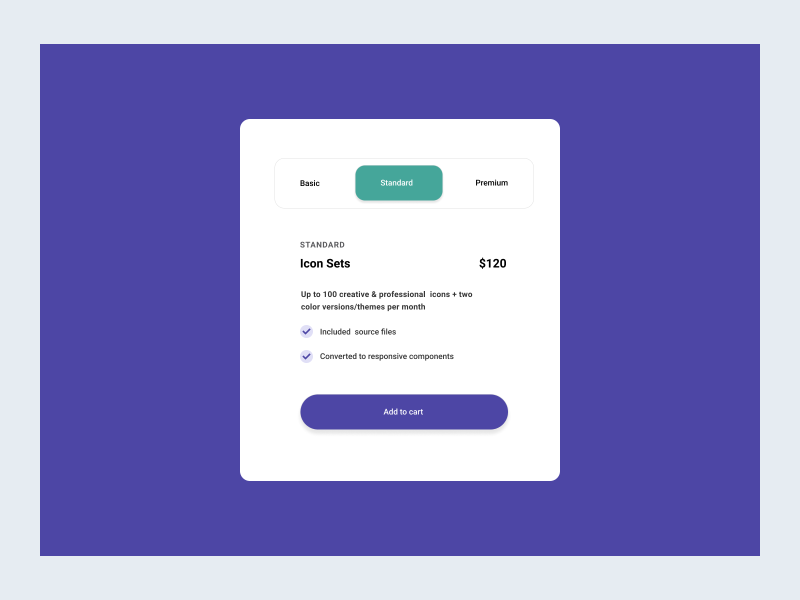 Basic Standard Premium
STANDARD
Icon Sets $120
Up to 100 creative & professional  icons + two
color versions/themes per month
Included  source files
Converted to responsive components
Add to cart